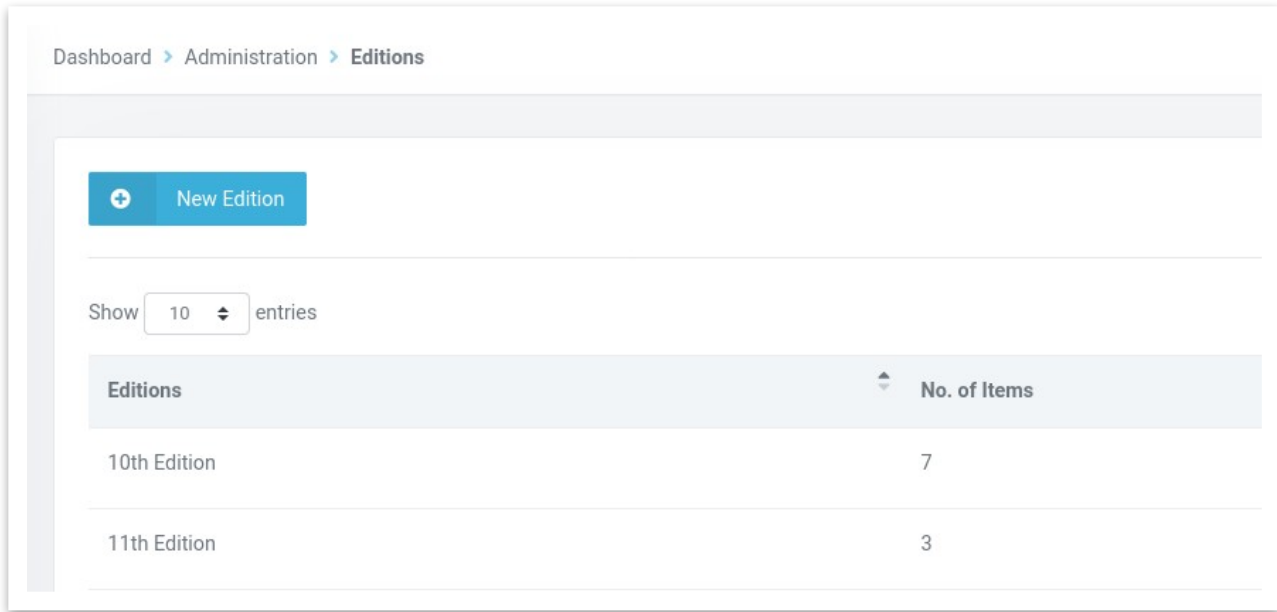 Dashboard > Administration > Editions
New Edition
Show 10 entries
Editions No. of Items
10th Edition 7
11th Edition 3